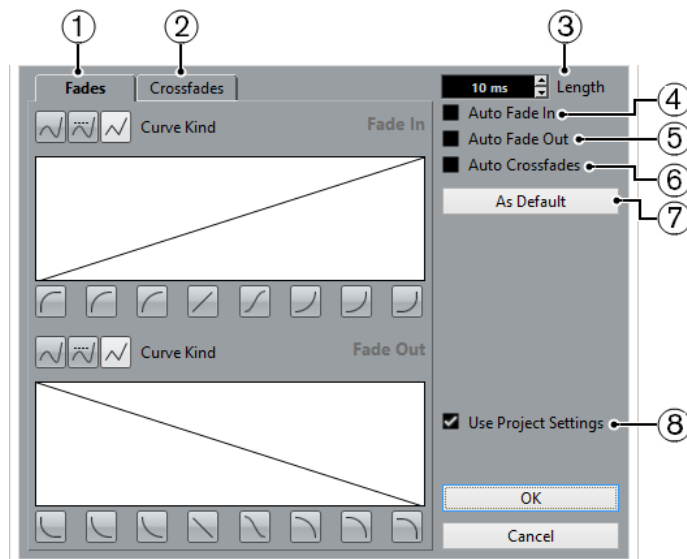 1
2
3
Fades
Crossfades
10 ms
Length
4
Curve Kind
Fade In
Auto Fade In
Auto Fade Out
5
Auto Crossfades
6
As Default
7
Curve Kind
Fade Out
Use Project Settings
8
OK
Cancel